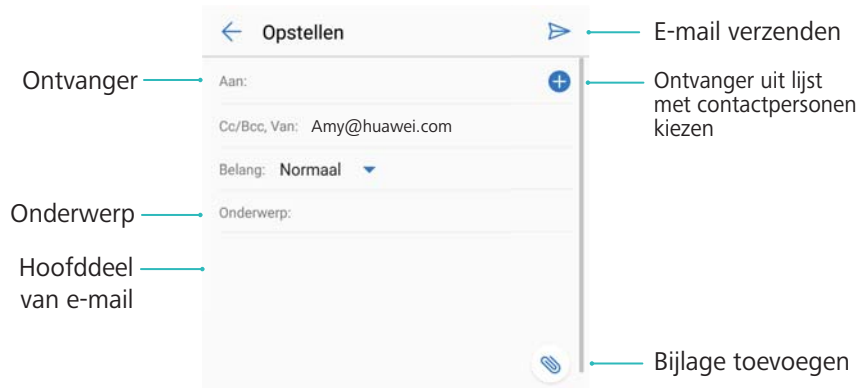 Opstellen
E-mail verzenden
Ontvanger
Aan:
Ontvanger uit lijst
met contactpersonen
kiezen
Cc/Bcc, Van: Amy@huawei.com
Belang: Normaal
Onderwerp
Onderwerp:
Hoofddeel
van e-mail
Bijlage toevoegen